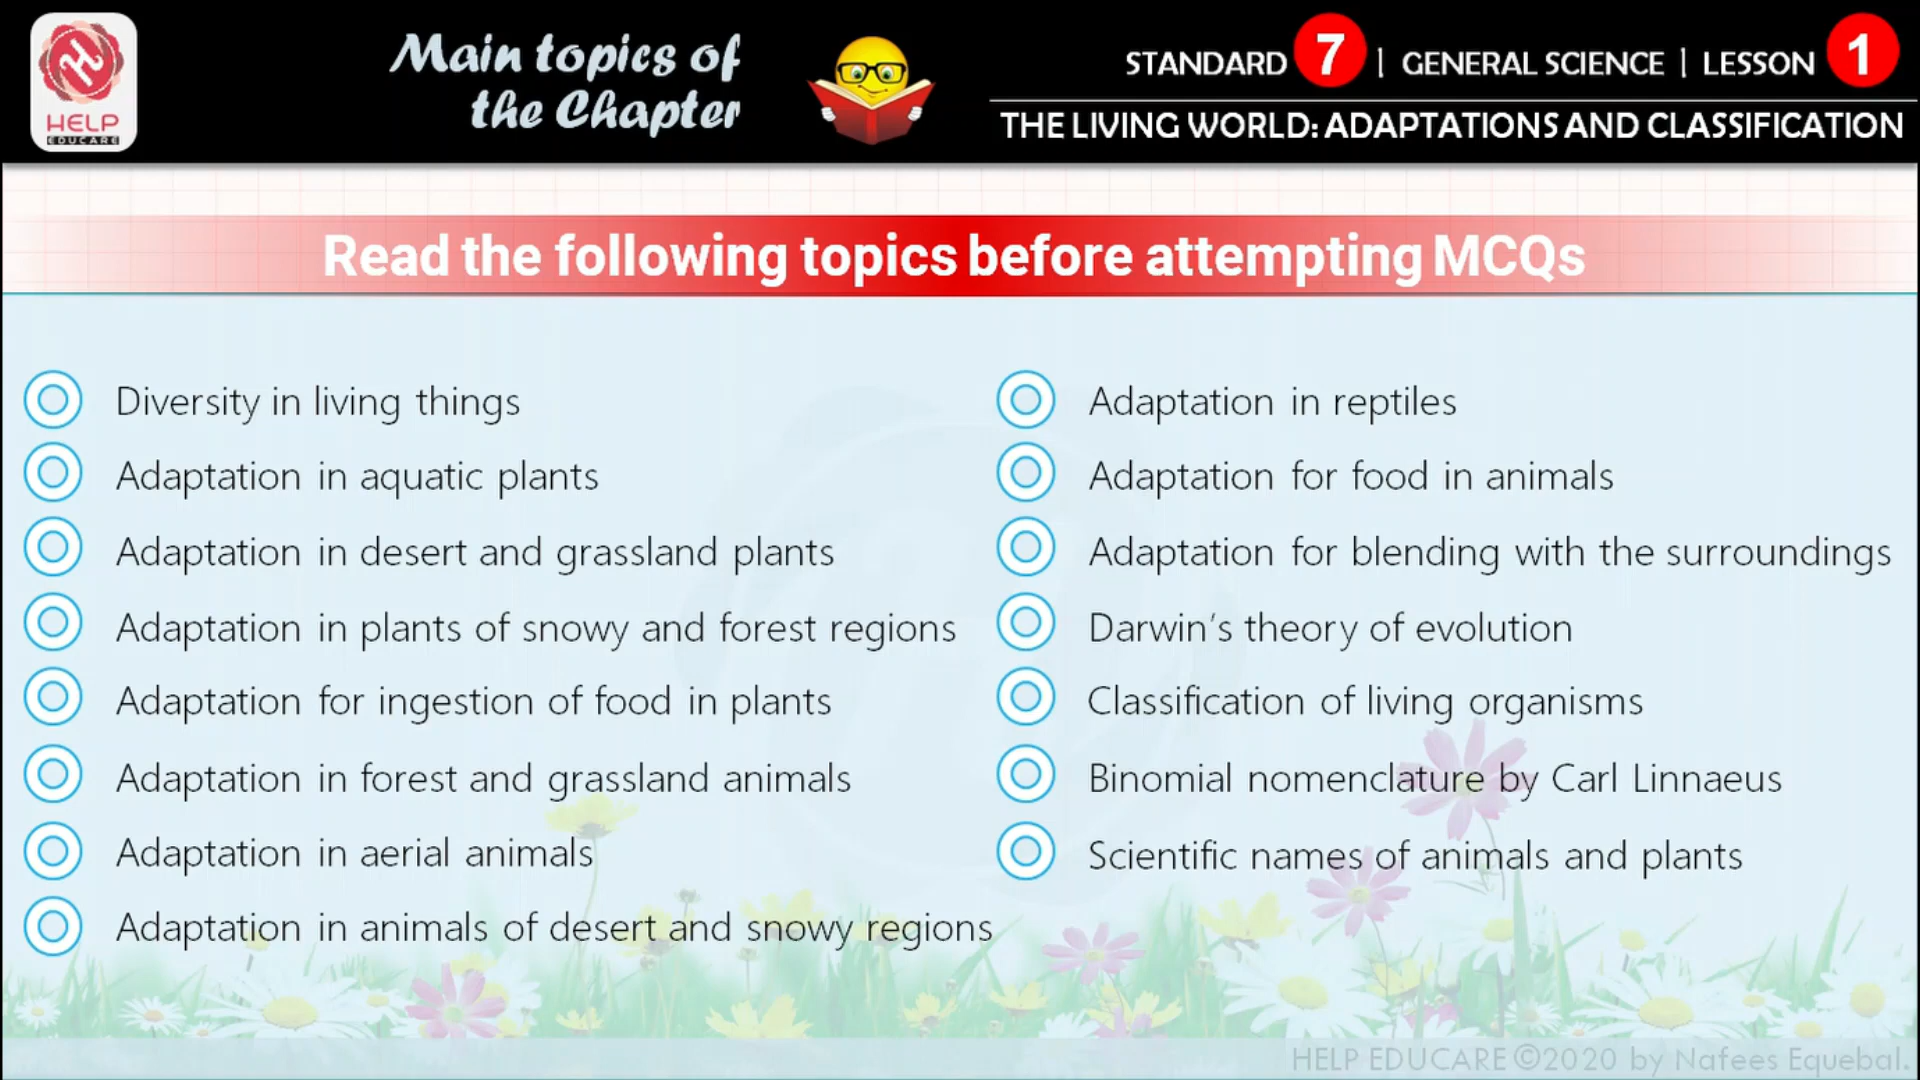 HELP
EDUCARE
Main topics of
the Chapter
STANDARD 7 | GENERAL SCIENCE | LESSON 1
THE LIVING WORLD: ADAPTATIONS AND CLASSIFICATION
Read the following topics before attempting MCQs
Diversity in living things
Adaptation in aquatic plants
Adaptation in desert and grassland plants
Adaptation in plants of snowy and forest regions
Adaptation for ingestion of food in plants
Adaptation in forest and grassland animals
Adaptation in aerial animals
Adaptation in animals of desert and snowy regions
Adaptation in reptiles
Adaptation for food in animals
Adaptation for blending with the surroundings
Darwin’s theory of evolution
Classification of living organisms
Binomial nomenclature by Carl Linnaeus
Scientific names of animals and plants
HELP EDUCARE ©2020 by Nafees Equebal.